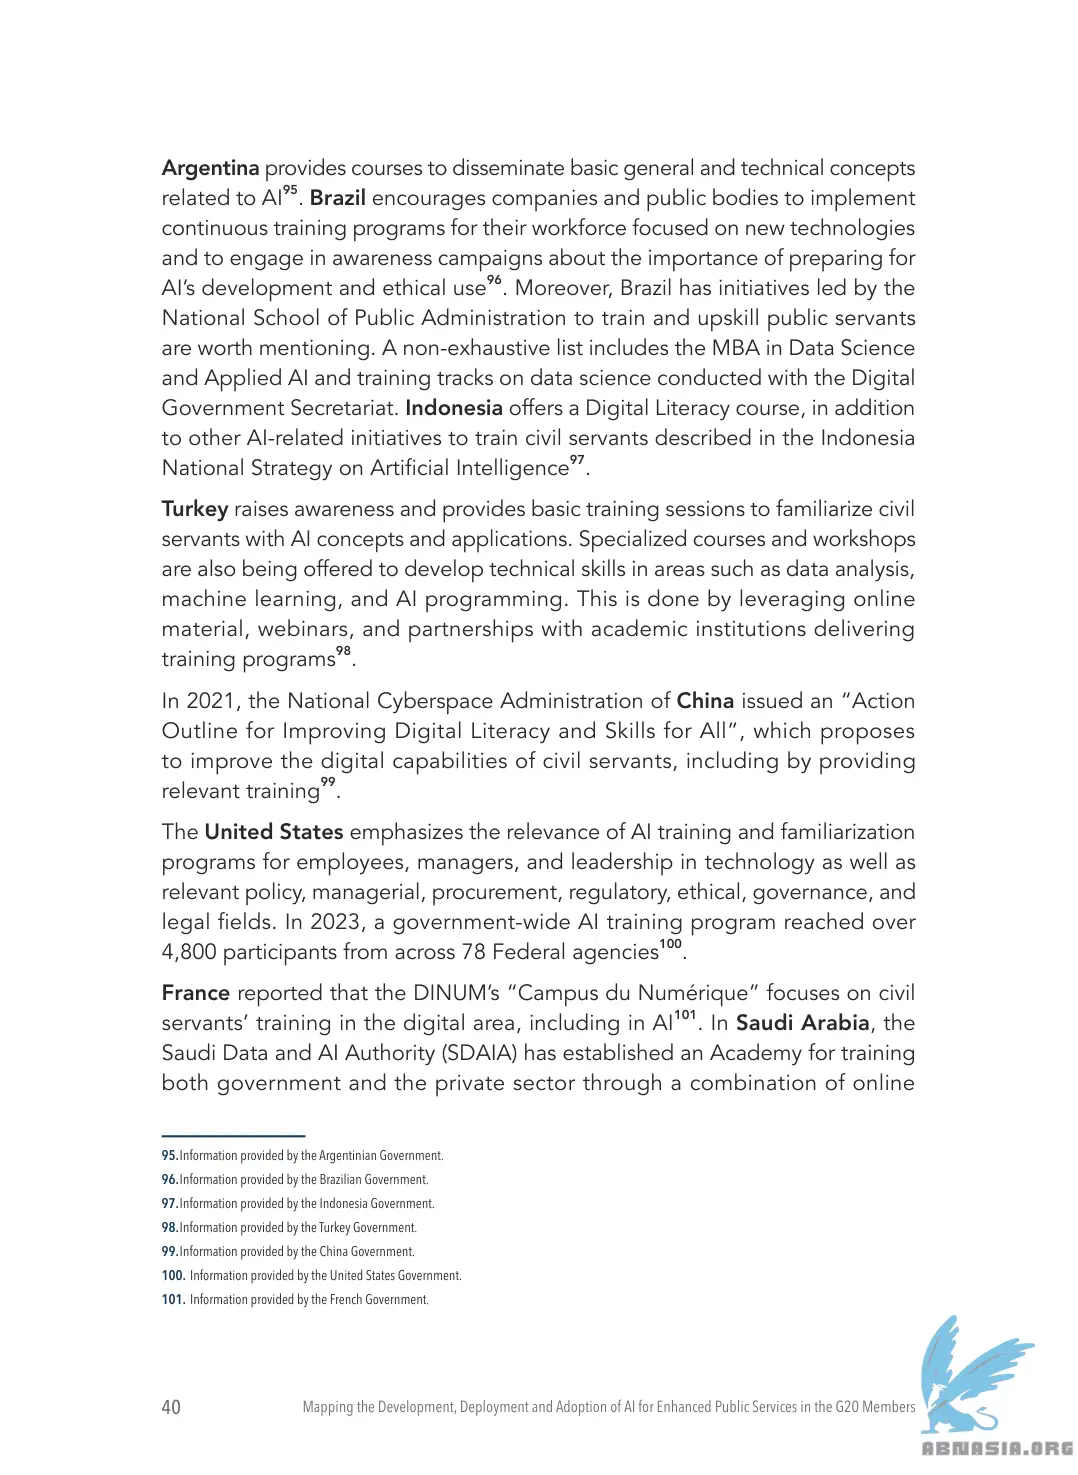 Argentina provides courses to disseminate basic general and technical concepts
related to AI95. Brazil encourages companies and public bodies to implement
continuous training programs for their workforce focused on new technologies
and to engage in awareness campaigns about the importance of preparing for
AI’s development and ethical use96. Moreover, Brazil has initiatives led by the
National School of Public Administration to train and upskill public servants
are worth mentioning. A non-exhaustive list includes the MBA in Data Science
and Applied AI and training tracks on data science conducted with the Digital
Government Secretariat. Indonesia offers a Digital Literacy course, in addition
to other AI-related initiatives to train civil servants described in the Indonesia
National Strategy on Artificial Intelligence97.
Turkey raises awareness and provides basic training sessions to familiarize civil
servants with AI concepts and applications. Specialized courses and workshops
are also being offered to develop technical skills in areas such as data analysis,
machine learning, and AI programming. This is done by leveraging online
material, webinars, and partnerships with academic institutions delivering
training programs98.
In 2021, the National Cyberspace Administration of China issued an “Action
Outline for Improving Digital Literacy and Skills for All”, which proposes
to improve the digital capabilities of civil servants, including by providing
relevant training99.
The United States emphasizes the relevance of AI training and familiarization
programs for employees, managers, and leadership in technology as well as
relevant policy, managerial, procurement, regulatory, ethical, governance, and
legal fields. In 2023, a government-wide AI training program reached over
4,800 participants from across 78 Federal agencies100.
France reported that the DINUM’s “Campus du Numérique” focuses on civil
servants’ training in the digital area, including in AI101. In Saudi Arabia, the
Saudi Data and AI Authority (SDAIA) has established an Academy for training
both government and the private sector through a combination of online
95.Information provided by the Argentinian Government.
96.Information provided by the Brazilian Government.
97.Information provided by the Indonesia Government.
98.Information provided by the Turkey Government.
99.Information provided by the China Government.
100. Information provided by the United States Government.
101. Information provided by the French Government.
40 Mapping the Development, Deployment and Adoption of AI for Enhanced Public Services in the G20 Members
ABNASIA.ORG